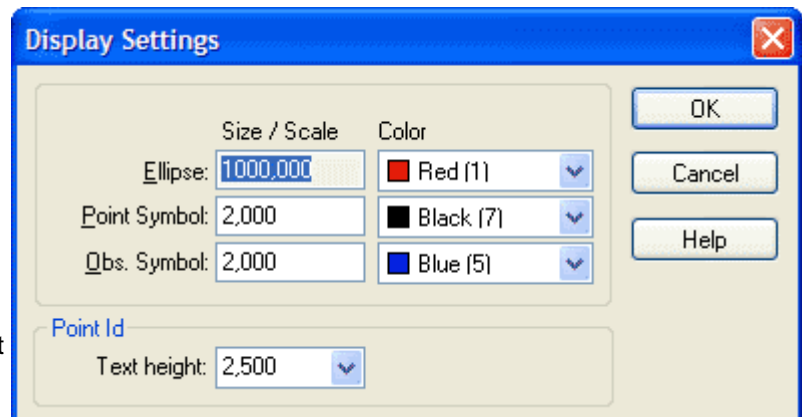 Display Settings
Size / Scale Color
Ellipse: 1000,000 Red (1)
Point Symbol: 2,000 Black (7)
Obs. Symbol: 2,000 Blue (5)
Point Id
t
Text height: 2,500
OK
Cancel
Help